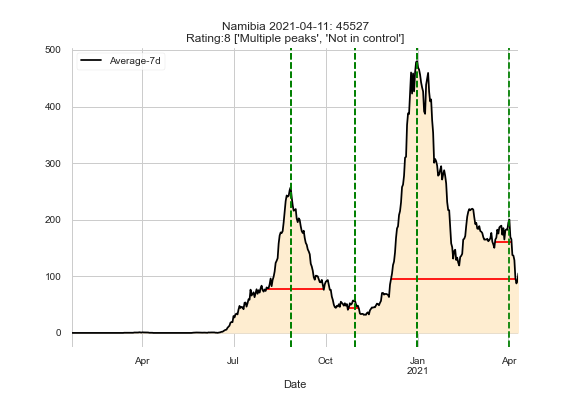 Namibia 2021-04-11: 45527
Rating:8 ['Multiple peaks', 'Not in control']
500
Average-7d
400
300
200
100
0
Apr
Jul
Oct
Jan
2021
Apr
Date